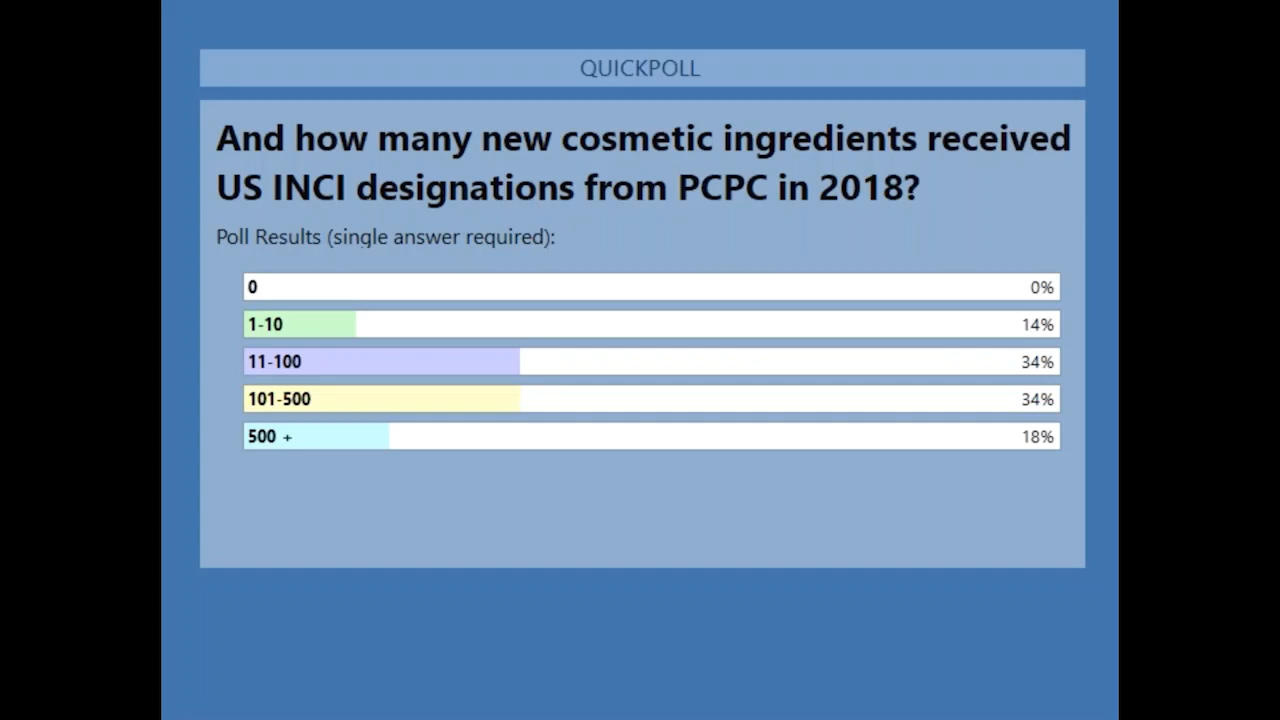 QUICKPOLL
And how many new cosmetic ingredients received
US INCI designations from PCPC in 2018?
Poll Results (single answer required):
0 0%
1-10 14%
11-100 34%
101-500 34%
500 + 18%